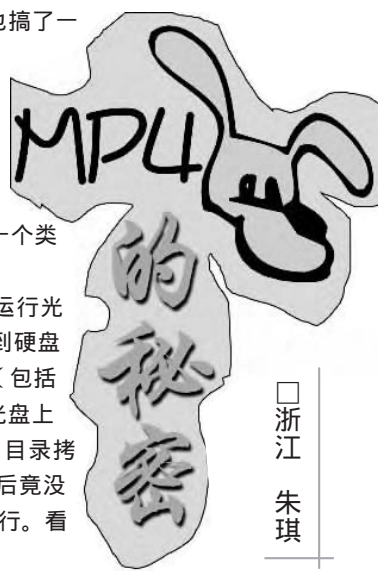 也搞了一
MP4
的秘密
一个类
运行光
到硬盘
（包括
光盘上
目录拷
后竟没
行。看
□浙江 朱琪